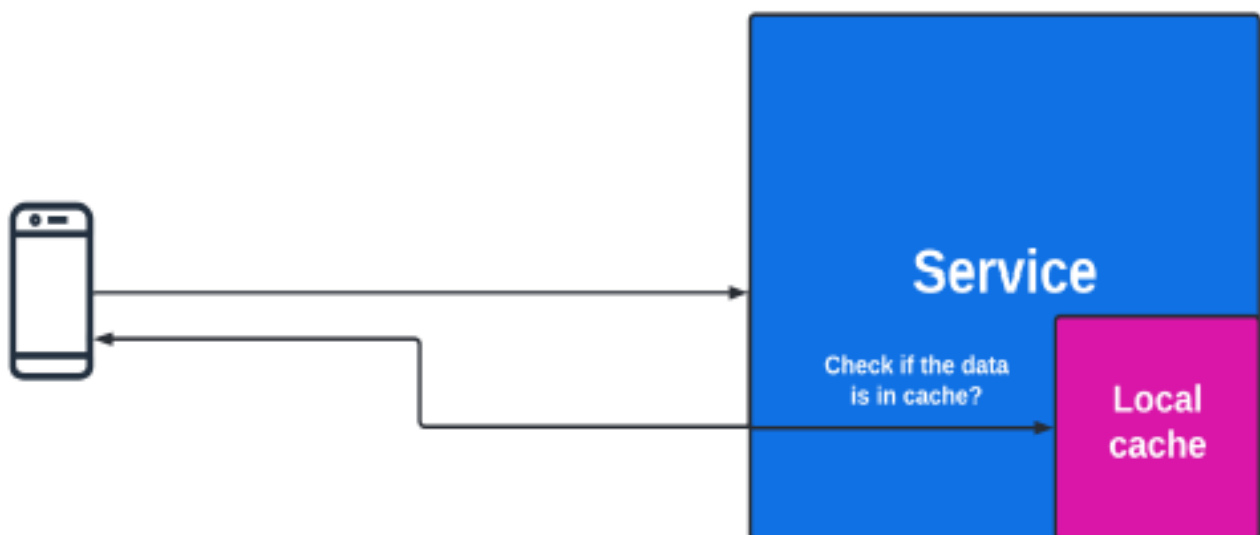 Service
Check if the data
is in cache?
Local
cache